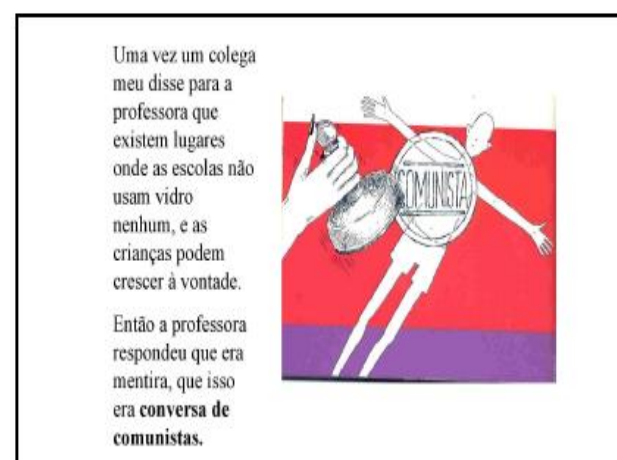 Uma vez um colega
meu disse para a
professora que
existem lugares
onde as escolas não
usam vidro
nenhum, e as
crianças podem
crescer à vontade.
Então a professora
respondeu que era
mentira, que isso
era conversa de
comunistas.
COMUNISTA